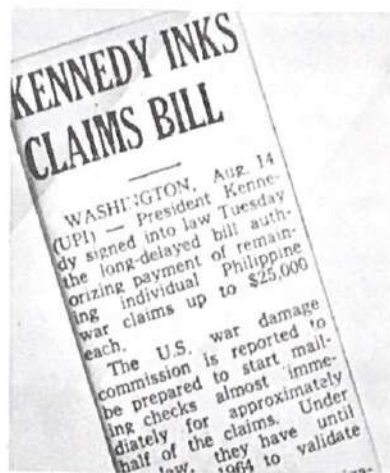 KENNEDY INKS
CLAIMS BILL
WASHINGTON, Aug. 14
(UPI) — President Kenne-
dy signed into law Tuesday
the long-delayed bill auth-
orizing payment of remain-
ing individual Philippine
war claims up to $25,000
each.
The U.S. war damage
commission is reported to
be prepared to start mail-
ing checks almost imme-
diately for approximately
half of the claims. Under
law, they have until
1964 to validate